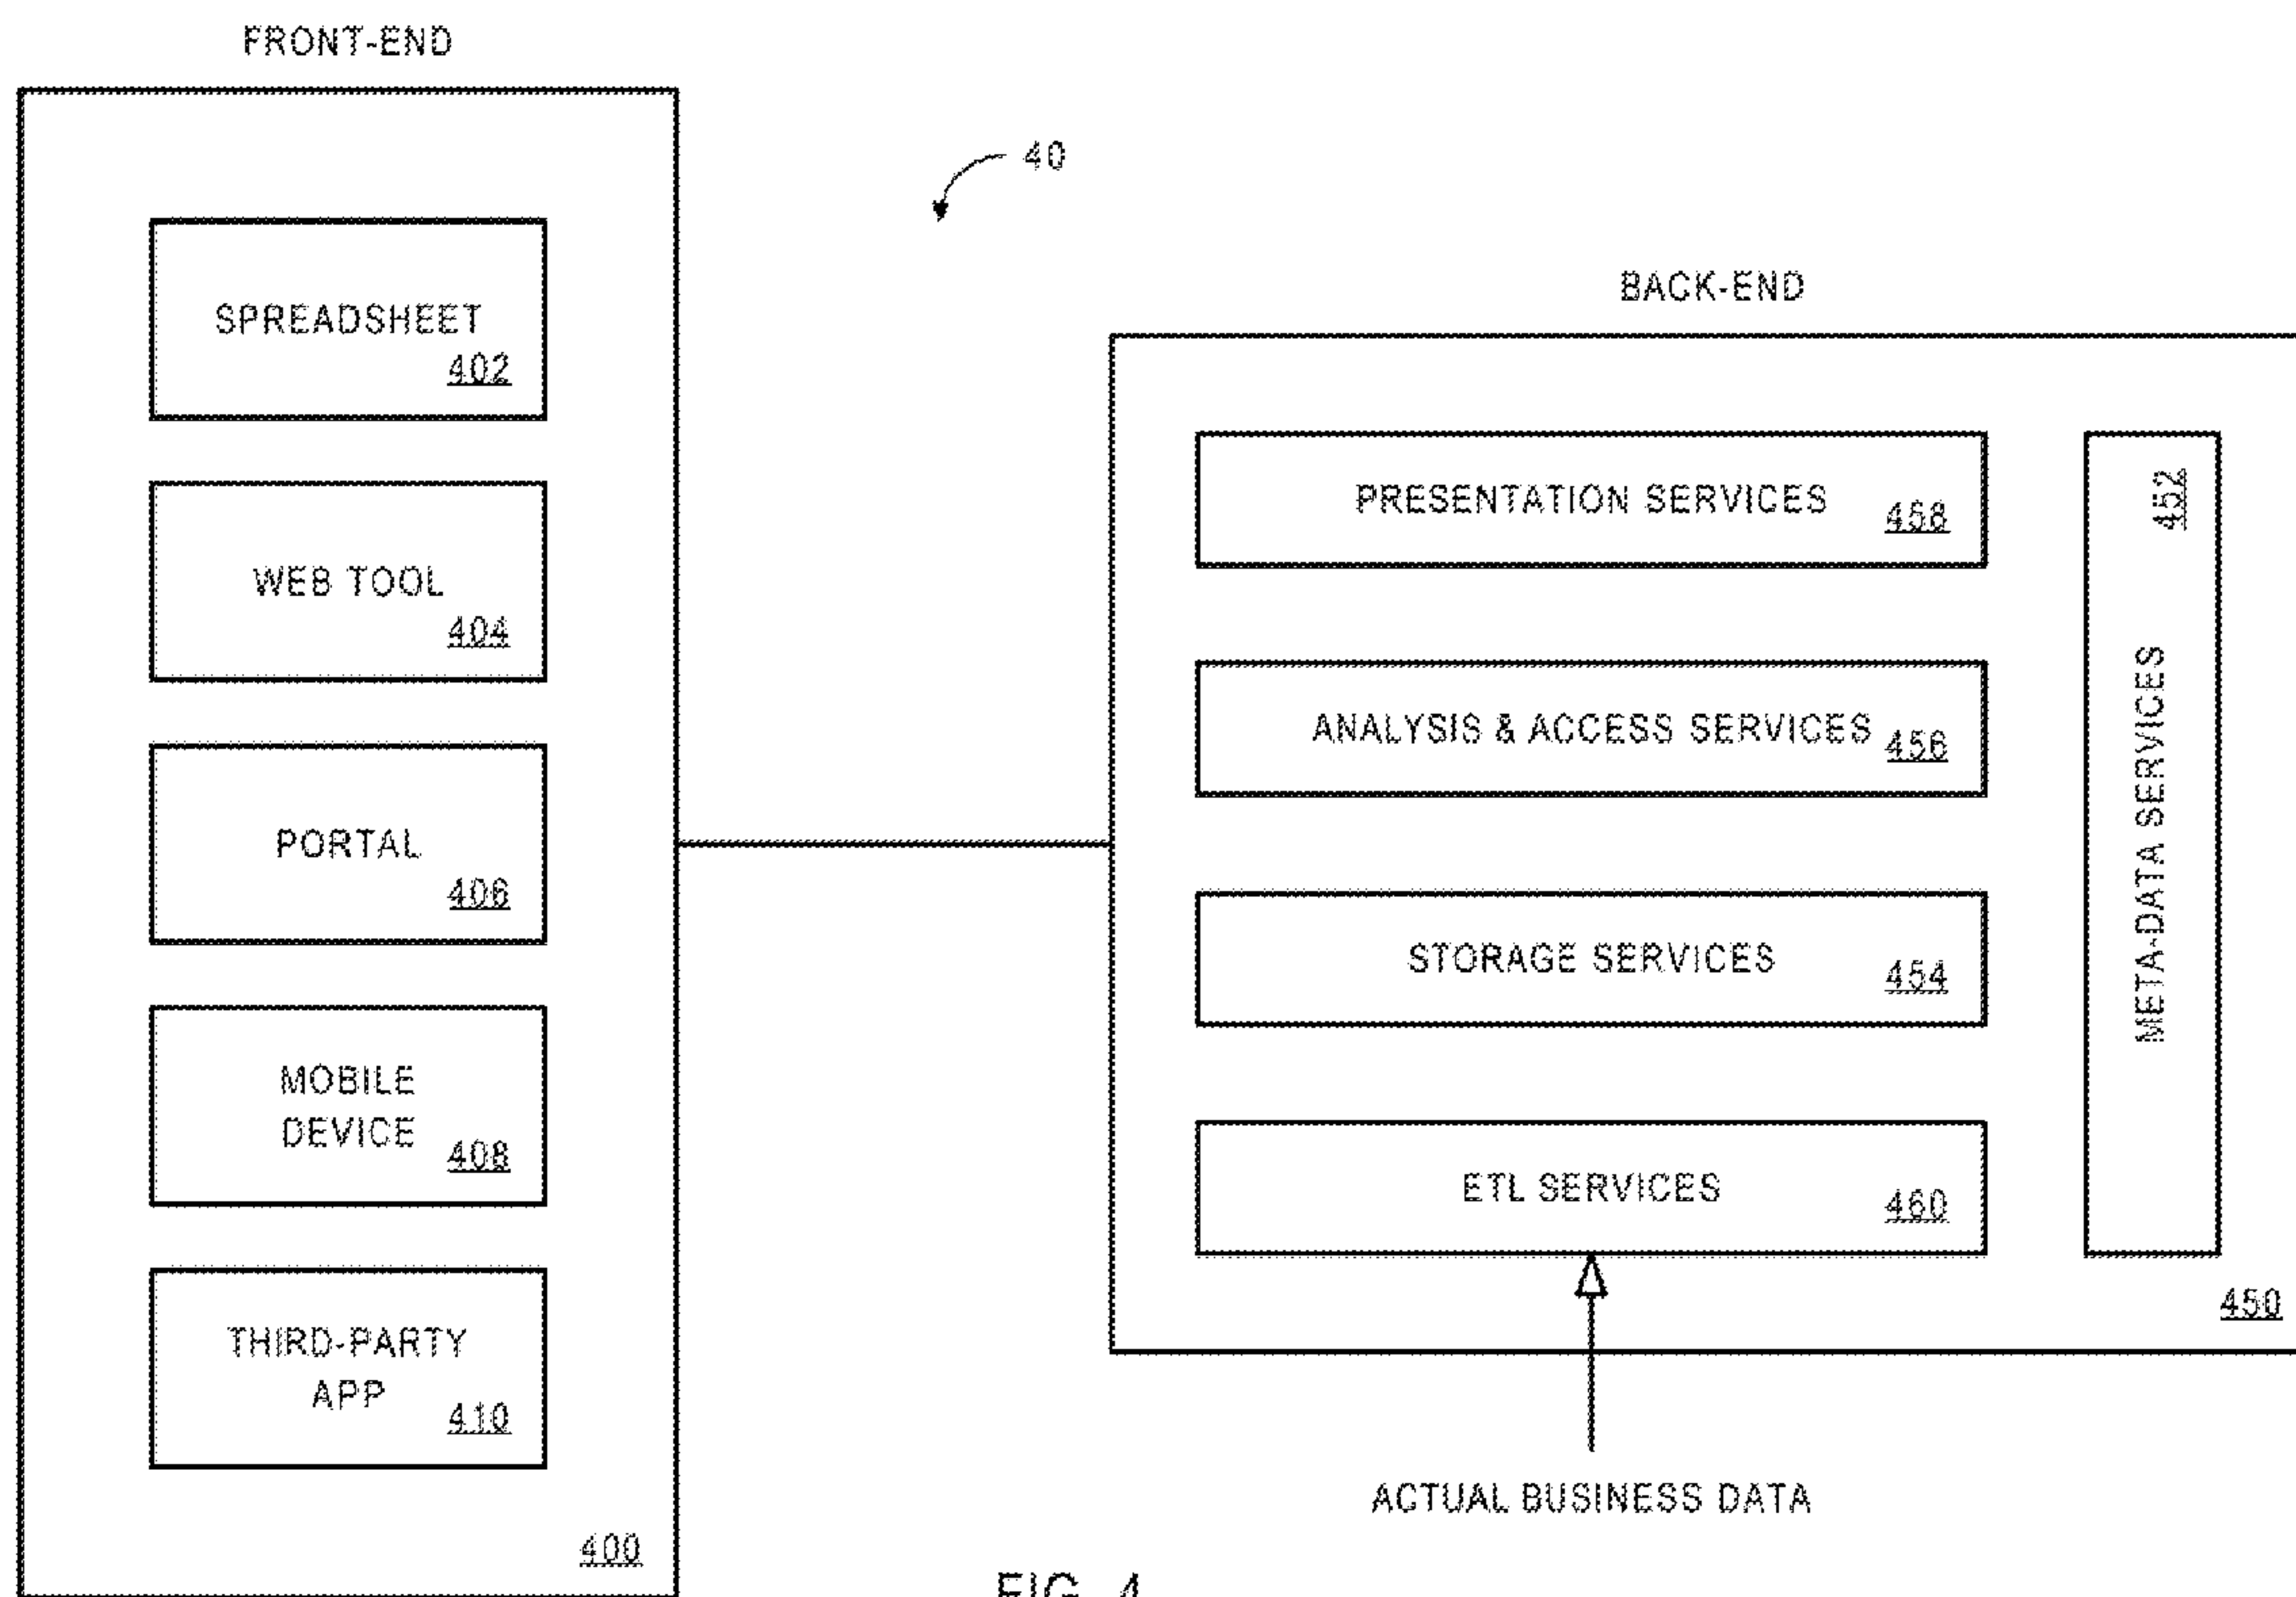 FRONT-END
40
SPREADSHEET
402
WEB TOOL
404
PORTAL
406
MOBILE
DEVICE
408
THIRD-PARTY
APP
410
400
BACK-END
PRESENTATION SERVICES
458
ANALYSIS & ACCESS SERVICES
456
STORAGE SERVICES
454
ETL SERVICES
460
META-DATA SERVICES
452
450
ACTUAL BUSINESS DATA
FIG. 4